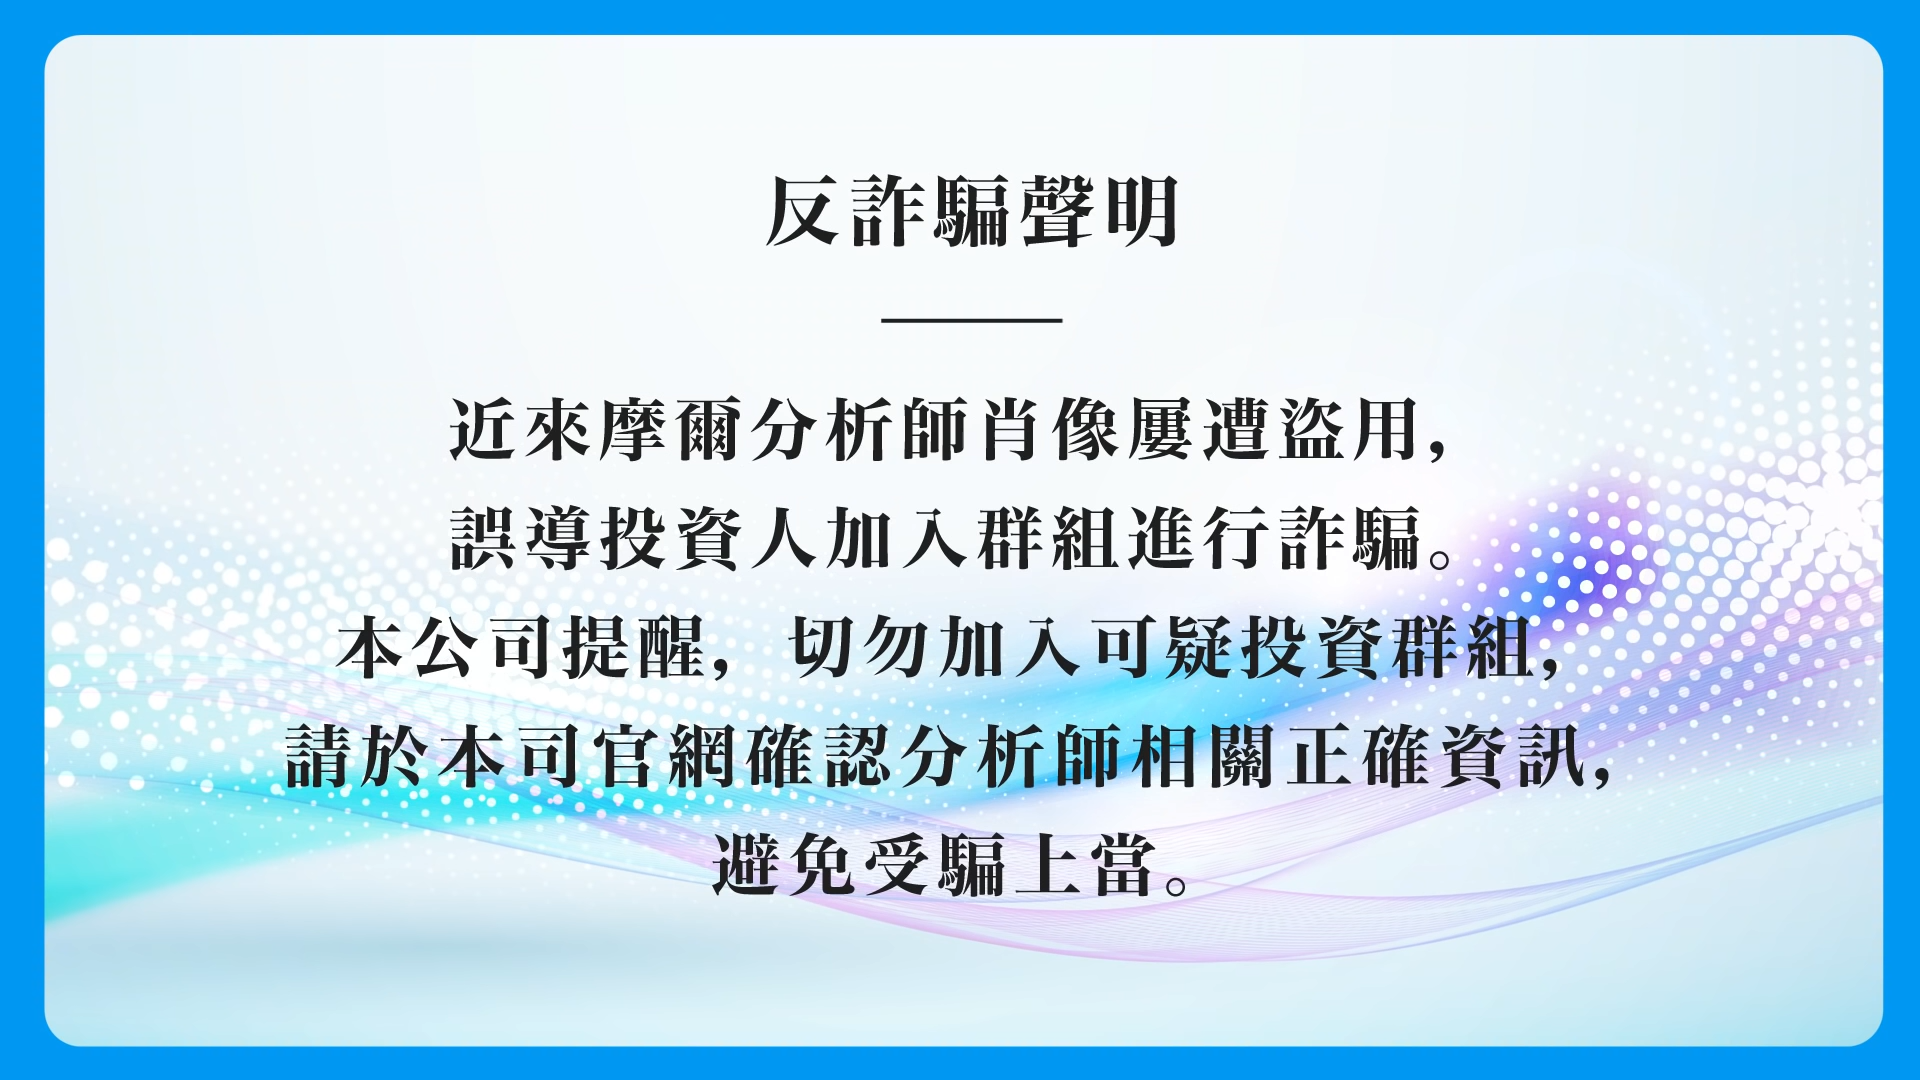 反詐騙聲明
近來摩爾分析師肖像屢遭盜用，
誤導投資人加入群組進行詐騙。
本公司提醒，切勿加入可疑投資群組，
請於本司官網確認分析師相關正確資訊，
避免受騙上當。